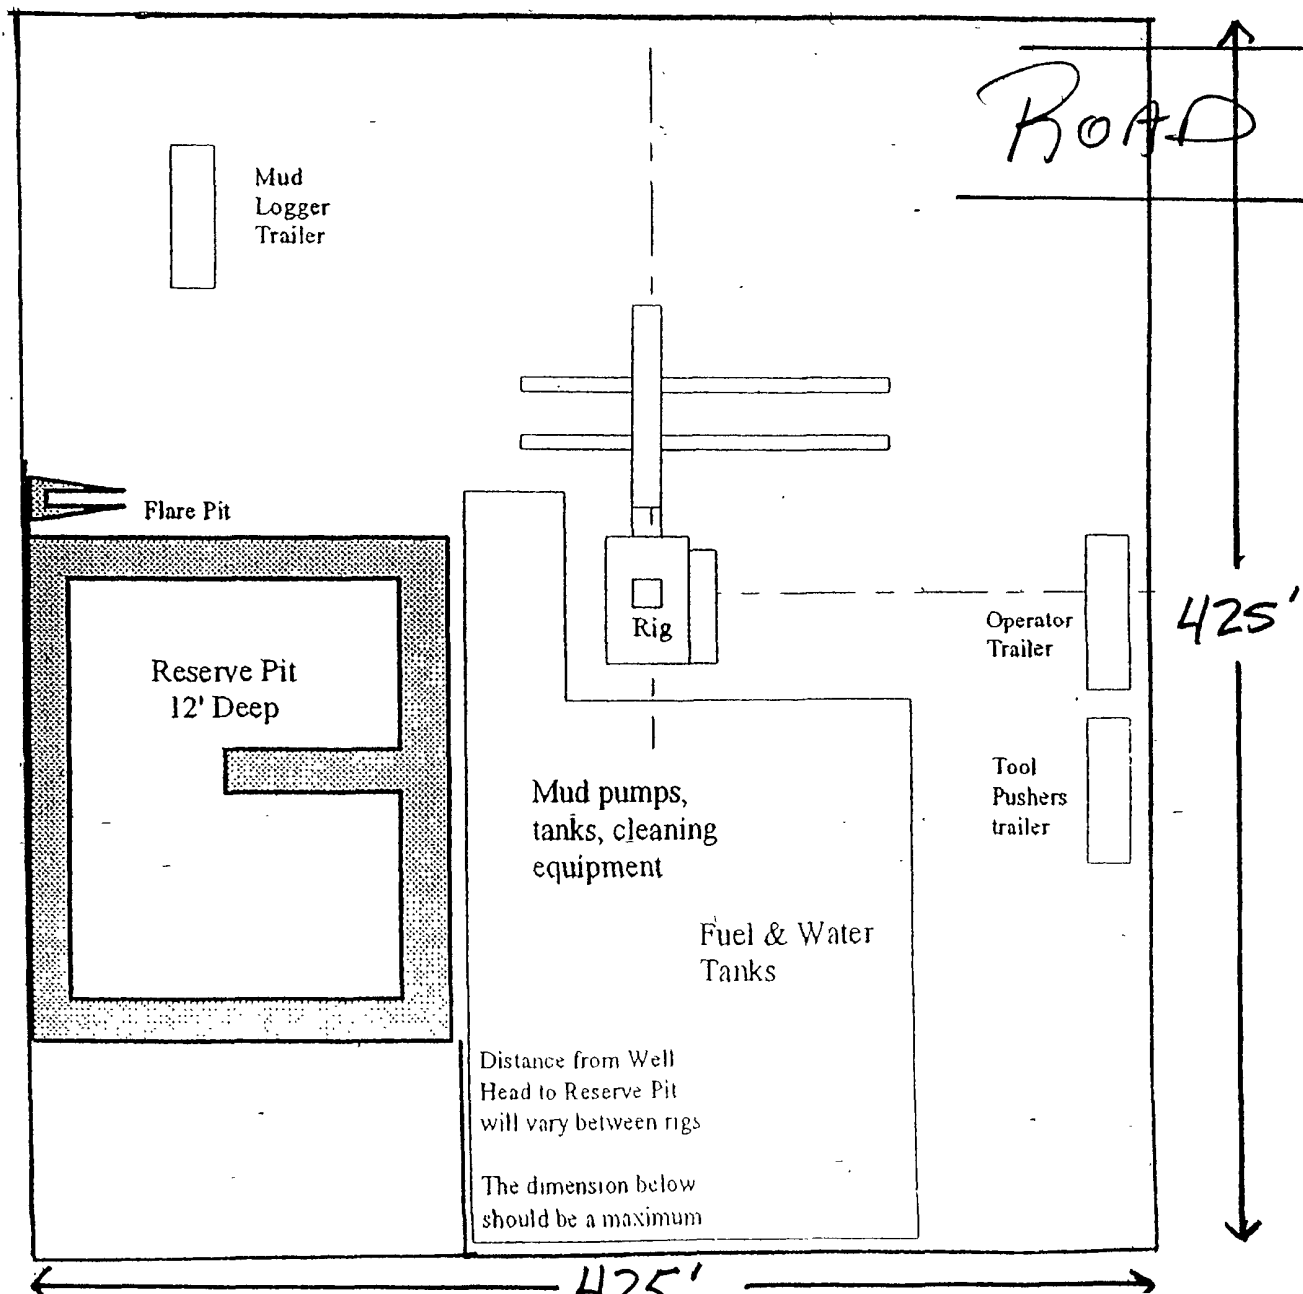 ROAD
Mud
Logger
Trailer
Flare Pit
Rig
Operator
Trailer
425'
Reserve Pit
12' Deep
Tool
Pushers
trailer
Mud pumps,
tanks, cleaning
equipment
Fuel & Water
Tanks
Distance from Well
Head to Reserve Pit
will vary between rigs
The dimension below
should be a maximum
425'